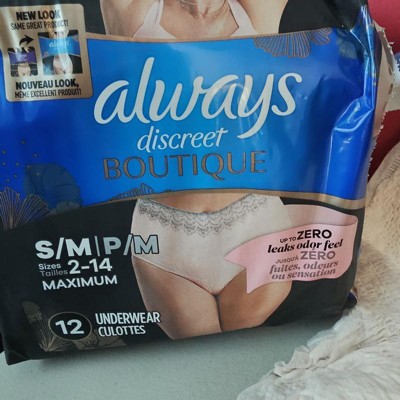 NEW LOOK
SAME GREAT PRODUCT!
NOUVEAU LOOK,
MÊME EXCELLENT PRODUIT!
always
discreet
BOUTIQUE
S/M|P/M
Sizes
Tailles 2-14
MAXIMUM
UP TO ZERO
leaks odor feel
JUSQU'À ZÉRO
fuites, odeurs
ou sensation
12 UNDERWEAR
CULOTTES